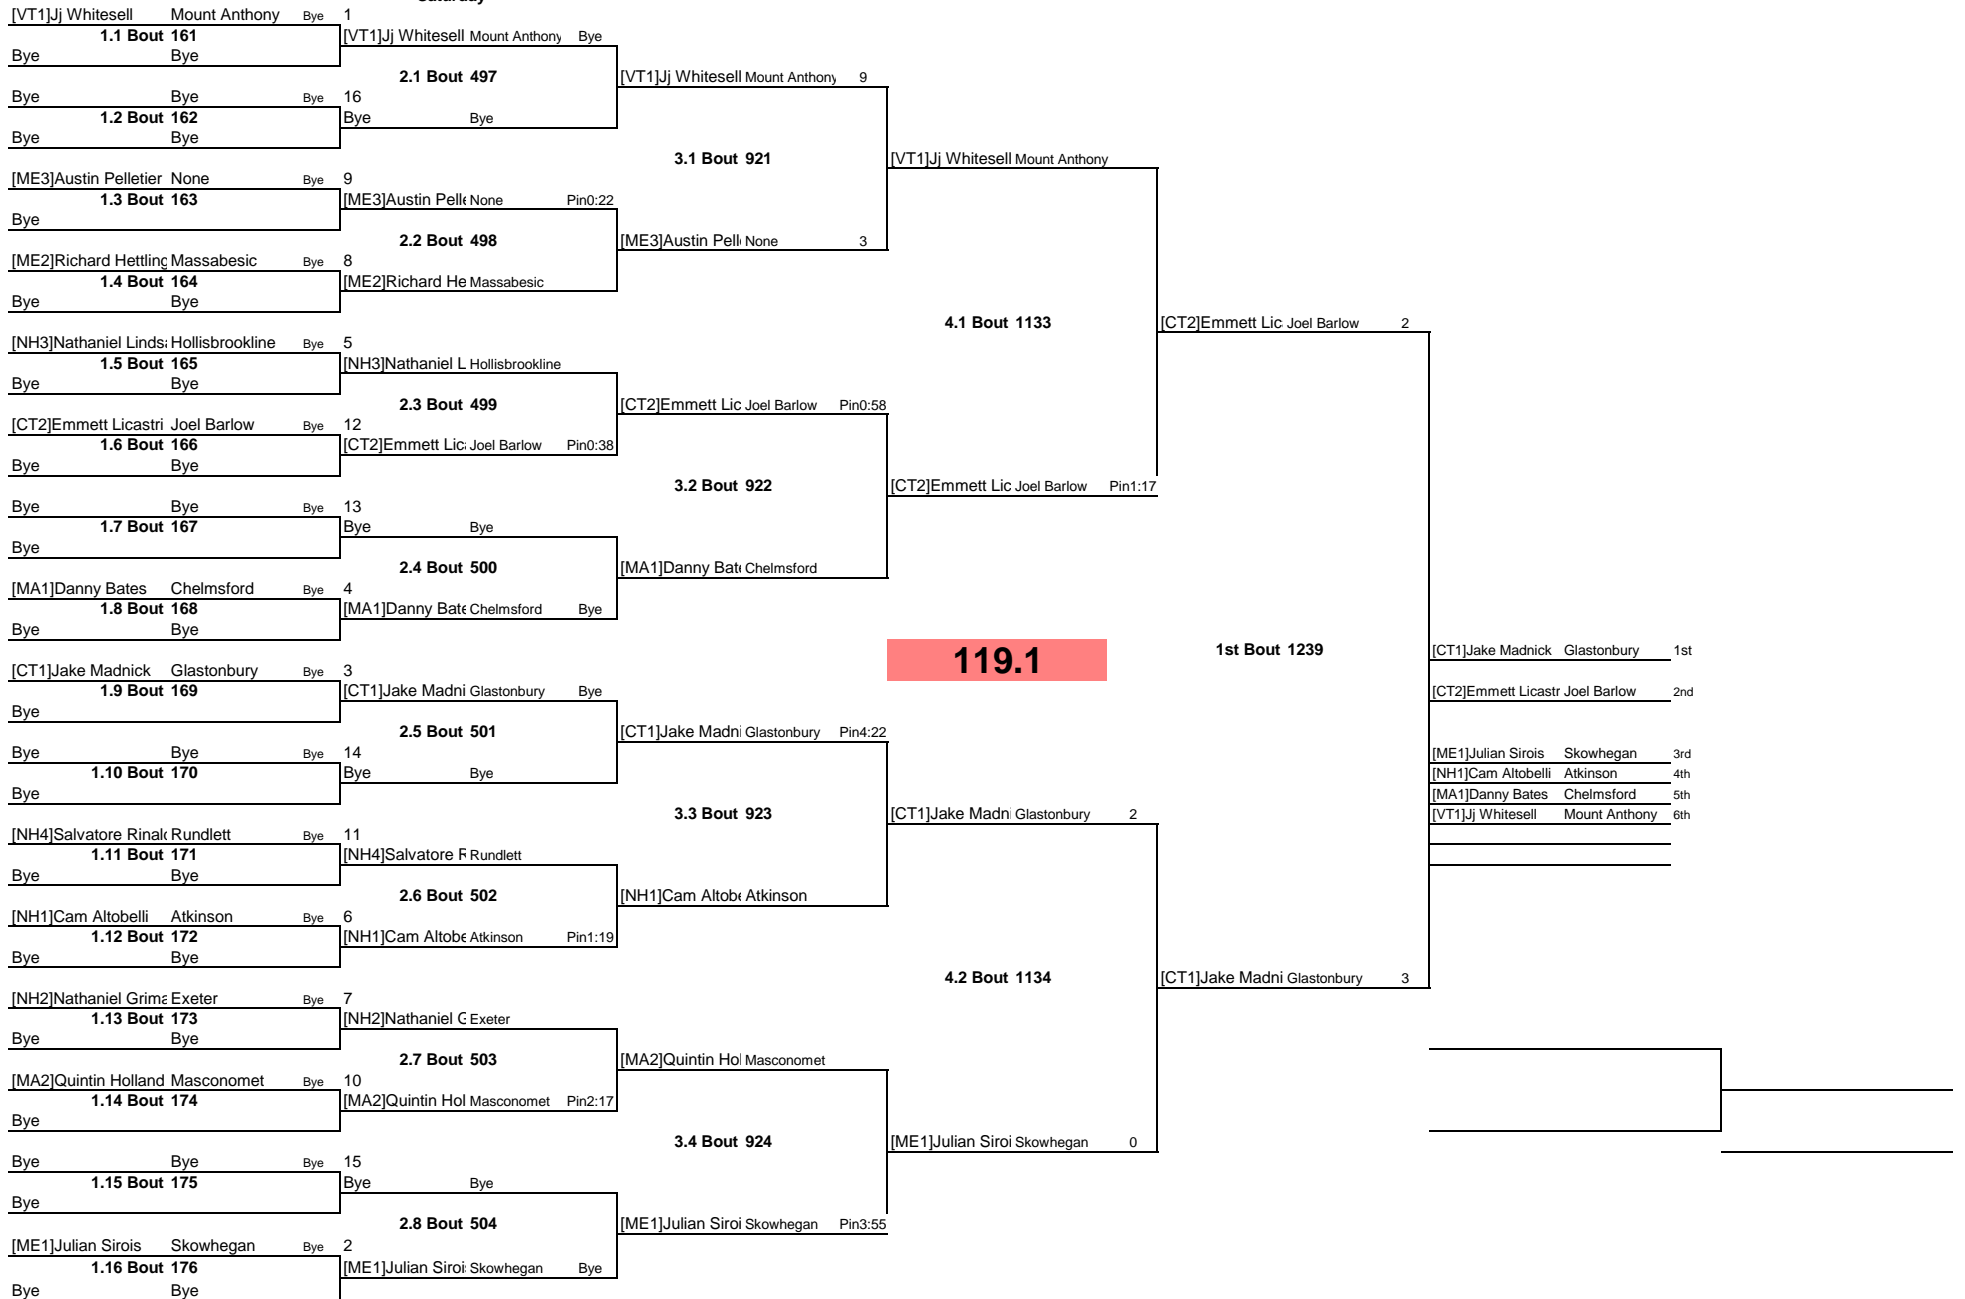 [VT1]Jj Whitesell Mount Anthony Bye 1
1.1 Bout 161
Bye Bye
[VT1]Jj Whitesell Mount Anthony Bye
2.1 Bout 497
Bye Bye Bye 16
1.2 Bout 162
Bye Bye
Bye Bye
[VT1]Jj Whitesell Mount Anthony 9
3.1 Bout 921
[ME3]Austin Pelletier None Bye 9
1.3 Bout 163
Bye
[ME3]Austin Pell None Pin0:22
2.2 Bout 498
[ME2]Richard Hettling Massabesic Bye 8
1.4 Bout 164
Bye Bye
[ME2]Richard He Massabesic
[ME3]Austin Pell None 3
[VT1]Jj Whitesell Mount Anthony
4.1 Bout 1133
[NH3]Nathaniel Linds Hollisbrookline Bye 5
1.5 Bout 165
Bye Bye
[NH3]Nathaniel L Hollisbrookline
2.3 Bout 499
[CT2]Emmett Licastri Joel Barlow Bye 12
1.6 Bout 166
Bye Bye
[CT2]Emmett Lic Joel Barlow Pin0:38
[CT2]Emmett Lic Joel Barlow Pin0:58
3.2 Bout 922
Bye Bye Bye 13
1.7 Bout 167
Bye
Bye Bye
2.4 Bout 500
[MA1]Danny Bates Chelmsford Bye 4
1.8 Bout 168
Bye Bye
[MA1]Danny Bat Chelmsford Bye
[MA1]Danny Bat Chelmsford
[CT2]Emmett Lic Joel Barlow Pin1:17
[CT2]Emmett Lic Joel Barlow 2
119.1
1st Bout 1239
[CT1]Jake Madnick Glastonbury Bye 3
1.9 Bout 169
Bye
[CT1]Jake Madni Glastonbury Bye
2.5 Bout 501
Bye Bye Bye 14
1.10 Bout 170
Bye
Bye Bye
[CT1]Jake Madni Glastonbury Pin4:22
3.3 Bout 923
[NH4]Salvatore Rinal Rundlett Bye 11
1.11 Bout 171
Bye Bye
[NH4]Salvatore R Rundlett
2.6 Bout 502
[NH1]Cam Altobelli Atkinson Bye 6
1.12 Bout 172
Bye Bye
[NH1]Cam Altobe Atkinson Pin1:19
[NH1]Cam Altobe Atkinson
[CT1]Jake Madni Glastonbury 2
4.2 Bout 1134
[NH2]Nathaniel Grima Exeter Bye 7
1.13 Bout 173
Bye Bye
[NH2]Nathaniel G Exeter
2.7 Bout 503
[MA2]Quintin Holland Masconomet Bye 10
1.14 Bout 174
Bye
[MA2]Quintin Hol Masconomet Pin2:17
[MA2]Quintin Hol Masconomet
3.4 Bout 924
Bye Bye Bye 15
1.15 Bout 175
Bye
Bye Bye
2.8 Bout 504
[ME1]Julian Sirois Skowhegan Bye 2
1.16 Bout 176
Bye Bye
[ME1]Julian Siroi Skowhegan Bye
[ME1]Julian Siroi Skowhegan Pin3:55
[ME1]Julian Siroi Skowhegan 0
[CT1]Jake Madni Glastonbury 3
[CT1]Jake Madnick Glastonbury 1st
[CT2]Emmett Licastr Joel Barlow 2nd
[ME1]Julian Sirois Skowhegan 3rd
[NH1]Cam Altobelli Atkinson 4th
[MA1]Danny Bates Chelmsford 5th
[VT1]Jj Whitesell Mount Anthony 6th